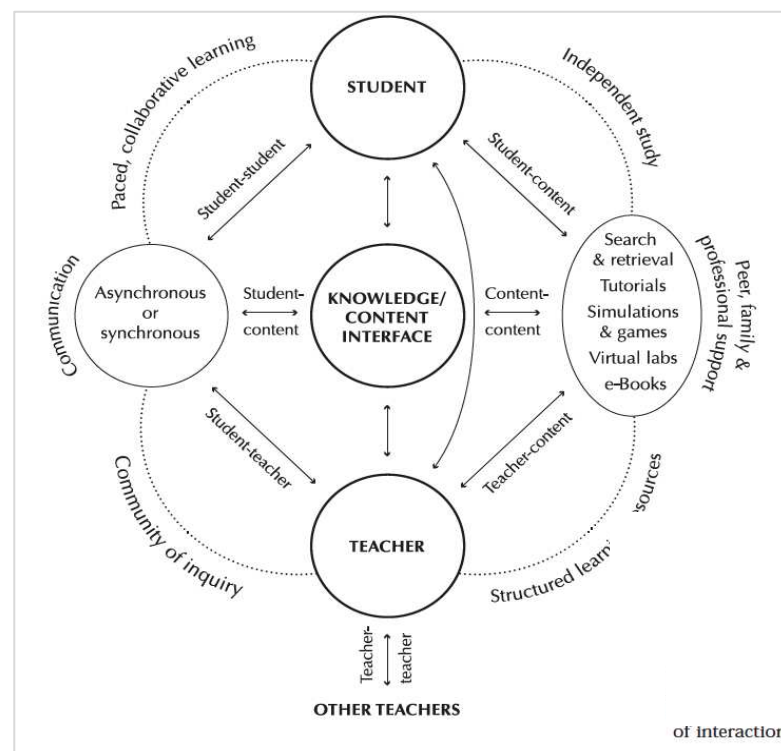 Paced, collaborative learning
STUDENT
Independent study
Student-student
Student-content
Communication
Asynchronous
or
synchronous
Student-
content
KNOWLEDGE/
CONTENT
INTERFACE
Content-
content
Search
& retrieval
Tutorials
Simulations
& games
Virtual labs
e-Books
Peer, family &
professional support
Student-teacher
Teacher-content
Community of inquiry
TEACHER
Structured
Teacher-
teacher
OTHER TEACHERS
of interaction